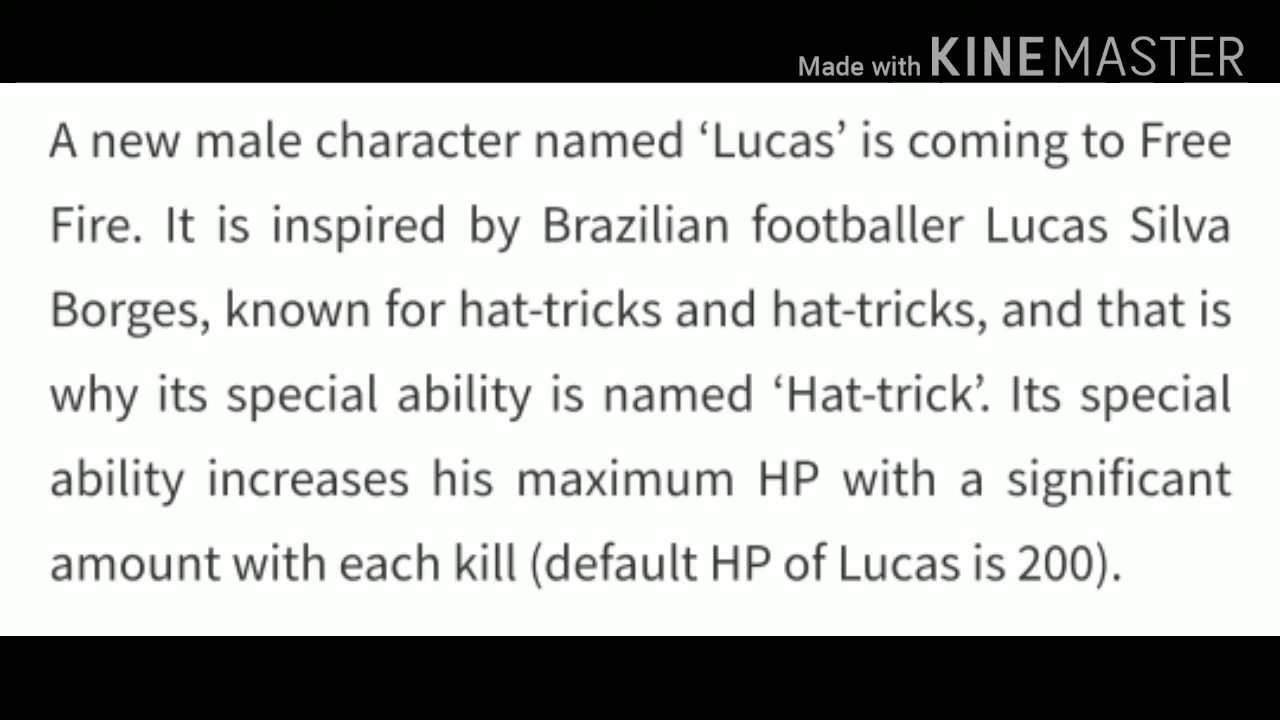 Made with KINEMASTER
A new male character named ‘Lucas’ is coming to Free
Fire. It is inspired by Brazilian footballer Lucas Silva
Borges, known for hat-tricks and hat-tricks, and that is
why its special ability is named ‘Hat-trick’. Its special
ability increases his maximum HP with a significant
amount with each kill (default HP of Lucas is 200).